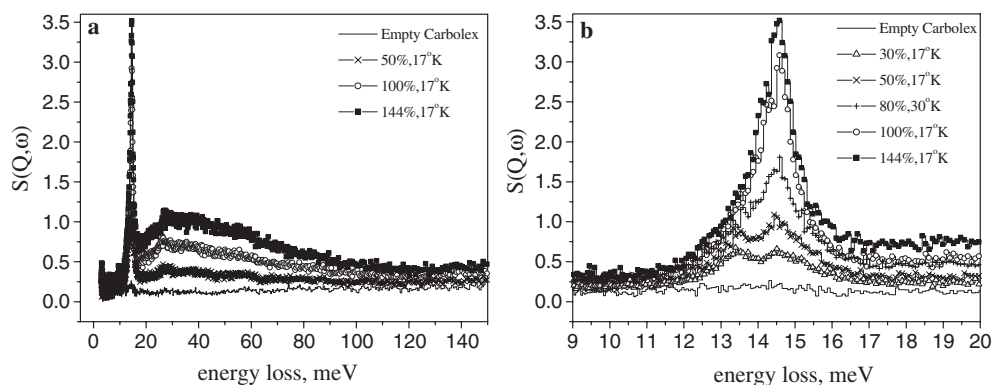 a
Empty Carbolex
50%,17°K
100%,17°K
144%,17°K
S(Q,ω)
3.5
3.0
2.5
2.0
1.5
1.0
0.5
0.0
0 20 40 60 80 100 120 140
energy loss, meV
b
Empty Carbolex
30%,17°K
50%,17°K
80%,30°K
100%,17°K
144%,17°K
S(Q,ω)
3.5
3.0
2.5
2.0
1.5
1.0
0.5
0.0
9 10 11 12 13 14 15 16 17 18 19 20
energy loss, meV